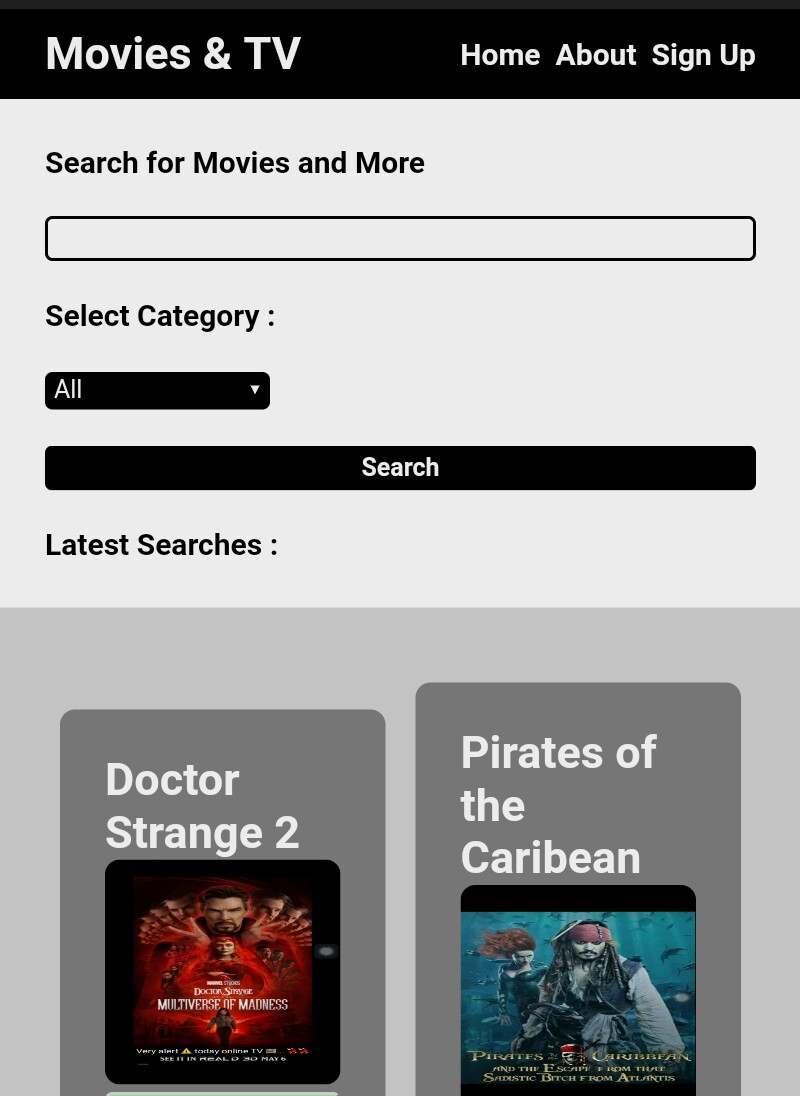 Movies & TV
Home About Sign Up
Search for Movies and More
Select Category :
All
Search
Latest Searches :
Doctor
Strange 2
MARVEL STUDIOS
DOCTOR STRANGE
MULTIVERSE OF MADNESS
Very alert ⚠ today online TV
SEE IT IN REAL D 3D MAY 6
Pirates of
the
Caribean
PIRATES OF THE CARIBBEAN
AND THE ESCAPE FROM THAT
SADISTIC BITCH FROM ATLANTIS